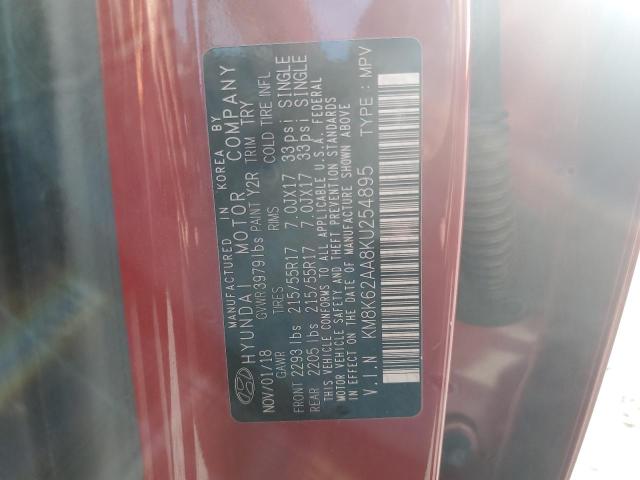 MANUFACTURED IN KOREA BY
HYUNDAI MOTOR COMPANY
NOV/01/18 GVWR 3979lbs PAINT Y2R TRIM TRY
GAWR TIRES RIMS COLD TIRE INFL
FRONT 2293 lbs 215/55R17 7.0JX17 33psi SINGLE
REAR 2205 lbs 215/55R17 7.0JX17 33psi SINGLE
THIS VEHICLE CONFORMS TO ALL APPLICABLE U.S.A. FEDERAL
MOTOR VEHICLE SAFETY AND THEFT PREVENTION STANDARDS
IN EFFECT ON THE DATE OF MANUFACTURE SHOWN ABOVE
V.I.N KM8K62AA8KU254895 TYPE : MPV